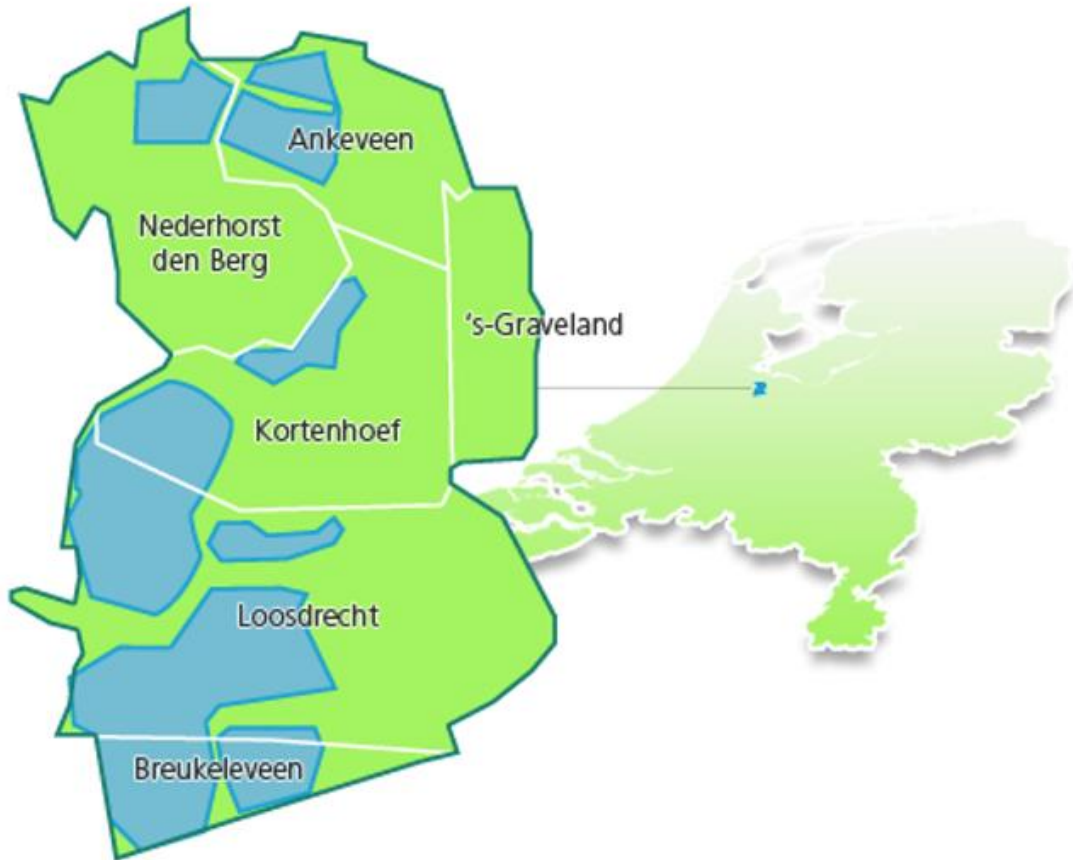 Ankeveen
Nederhorst
den Berg
‘s-Graveland
Kortenhoef
Loosdrecht
Breukeleveen